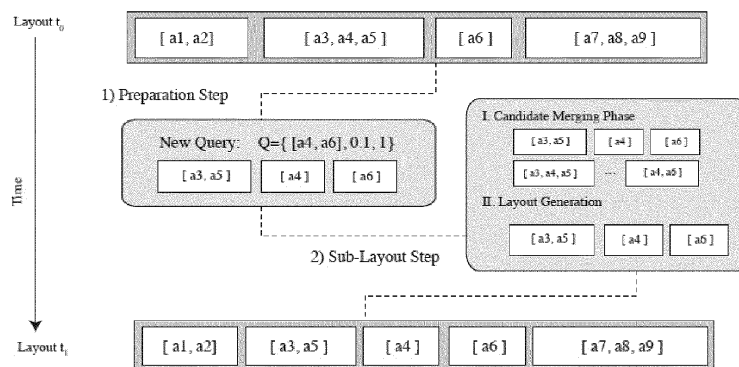 Layout t0
[ a1, a2]
[ a3, a4, a5 ]
[ a6 ]
[ a7, a8, a9 ]
1) Preparation Step
New Query: Q={ [a4, a6], 0.1, 1}
[ a3, a5 ]
[ a4 ]
[ a6 ]
I. Candidate Merging Phase
[ a3, a5 ]
[ a4 ]
[ a6 ]
[ a3, a4, a5 ]
...
[ a4, a6 ]
II. Layout Generation
[ a3, a5 ]
[ a4 ]
[ a6 ]
2) Sub-Layout Step
Time
Layout t1
[ a1, a2]
[ a3, a5 ]
[ a4 ]
[ a6 ]
[ a7, a8, a9 ]